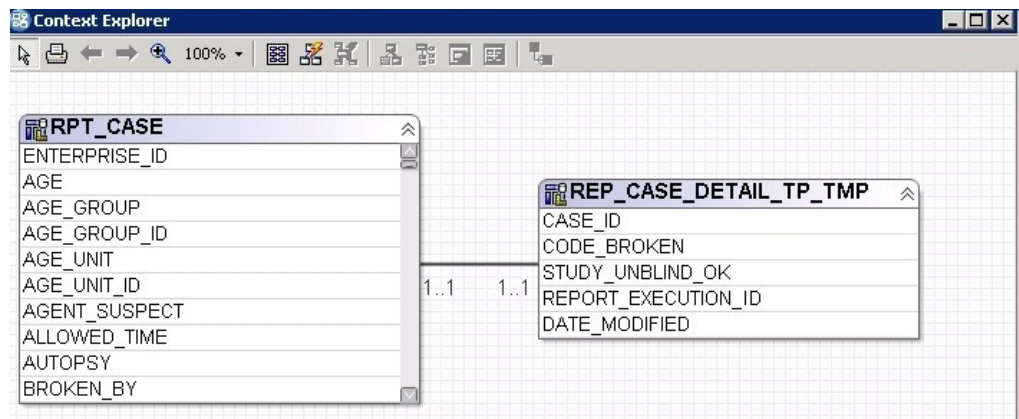 Context Explorer
100%
RPT_CASE
ENTERPRISE_ID
AGE
AGE_GROUP
AGE_GROUP_ID
AGE_UNIT
AGE_UNIT_ID
AGENT_SUSPECT
ALLOWED_TIME
AUTOPSY
BROKEN_BY
1..1
1..1
REP_CASE_DETAIL_TP_TMP
CASE_ID
CODE_BROKEN
STUDY_UNBLIND_OK
REPORT_EXECUTION_ID
DATE_MODIFIED